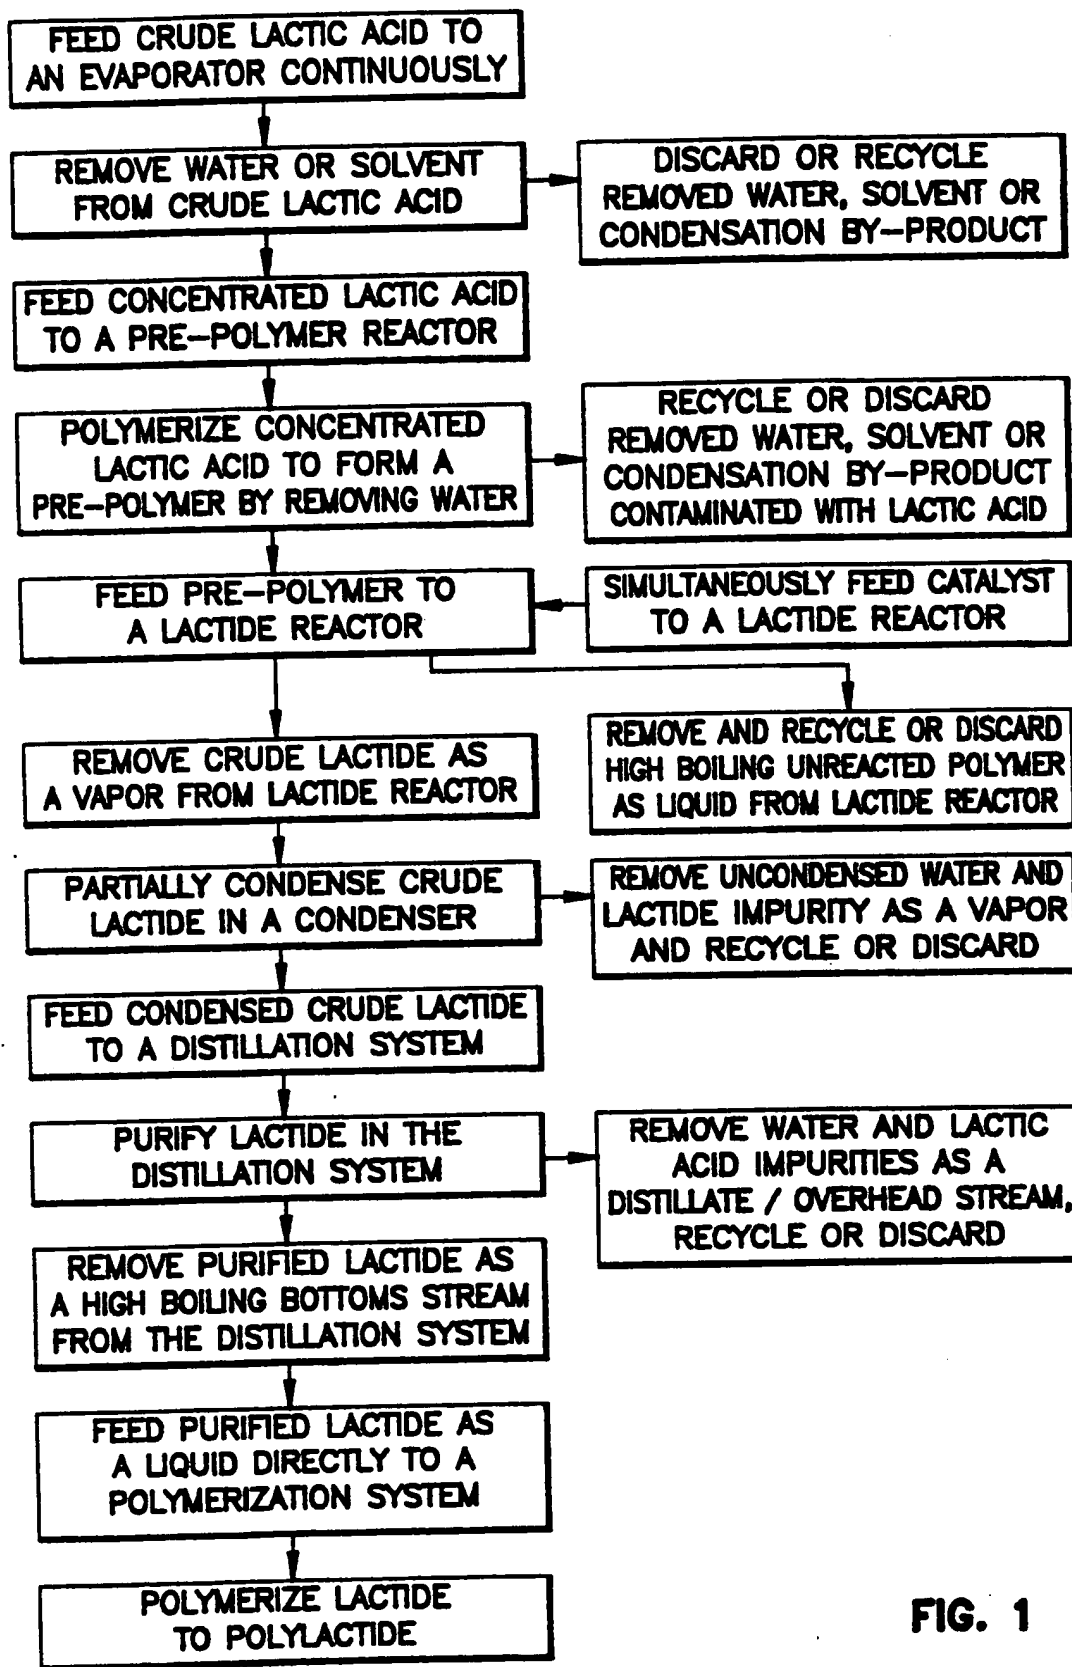 FEED CRUDE LACTIC ACID TO
AN EVAPORATOR CONTINUOUSLY
REMOVE WATER OR SOLVENT
FROM CRUDE LACTIC ACID
DISCARD OR RECYCLE
REMOVED WATER, SOLVENT OR
CONDENSATION BY-PRODUCT
FEED CONCENTRATED LACTIC ACID
TO A PRE-POLYMER REACTOR
POLYMERIZE CONCENTRATED
LACTIC ACID TO FORM A
PRE-POLYMER BY REMOVING WATER
RECYCLE OR DISCARD
REMOVED WATER, SOLVENT OR
CONDENSATION BY-PRODUCT
CONTAMINATED WITH LACTIC ACID
FEED PRE-POLYMER TO
A LACTIDE REACTOR
SIMULTANEOUSLY FEED CATALYST
TO A LACTIDE REACTOR
REMOVE CRUDE LACTIDE AS
A VAPOR FROM LACTIDE REACTOR
REMOVE AND RECYCLE OR DISCARD
HIGH BOILING UNREACTED POLYMER
AS LIQUID FROM LACTIDE REACTOR
PARTIALLY CONDENSE CRUDE
LACTIDE IN A CONDENSER
REMOVE UNCONDENSED WATER AND
LACTIDE IMPURITY AS A VAPOR
AND RECYCLE OR DISCARD
FEED CONDENSED CRUDE LACTIDE
TO A DISTILLATION SYSTEM
PURIFY LACTIDE IN THE
DISTILLATION SYSTEM
REMOVE WATER AND LACTIC
ACID IMPURITIES AS A
DISTILLATE / OVERHEAD STREAM,
RECYCLE OR DISCARD
REMOVE PURIFIED LACTIDE AS
A HIGH BOILING BOTTOMS STREAM
FROM THE DISTILLATION SYSTEM
FEED PURIFIED LACTIDE AS
A LIQUID DIRECTLY TO A
POLYMERIZATION SYSTEM
POLYMERIZE LACTIDE
TO POLYLACTIDE
FIG. 1